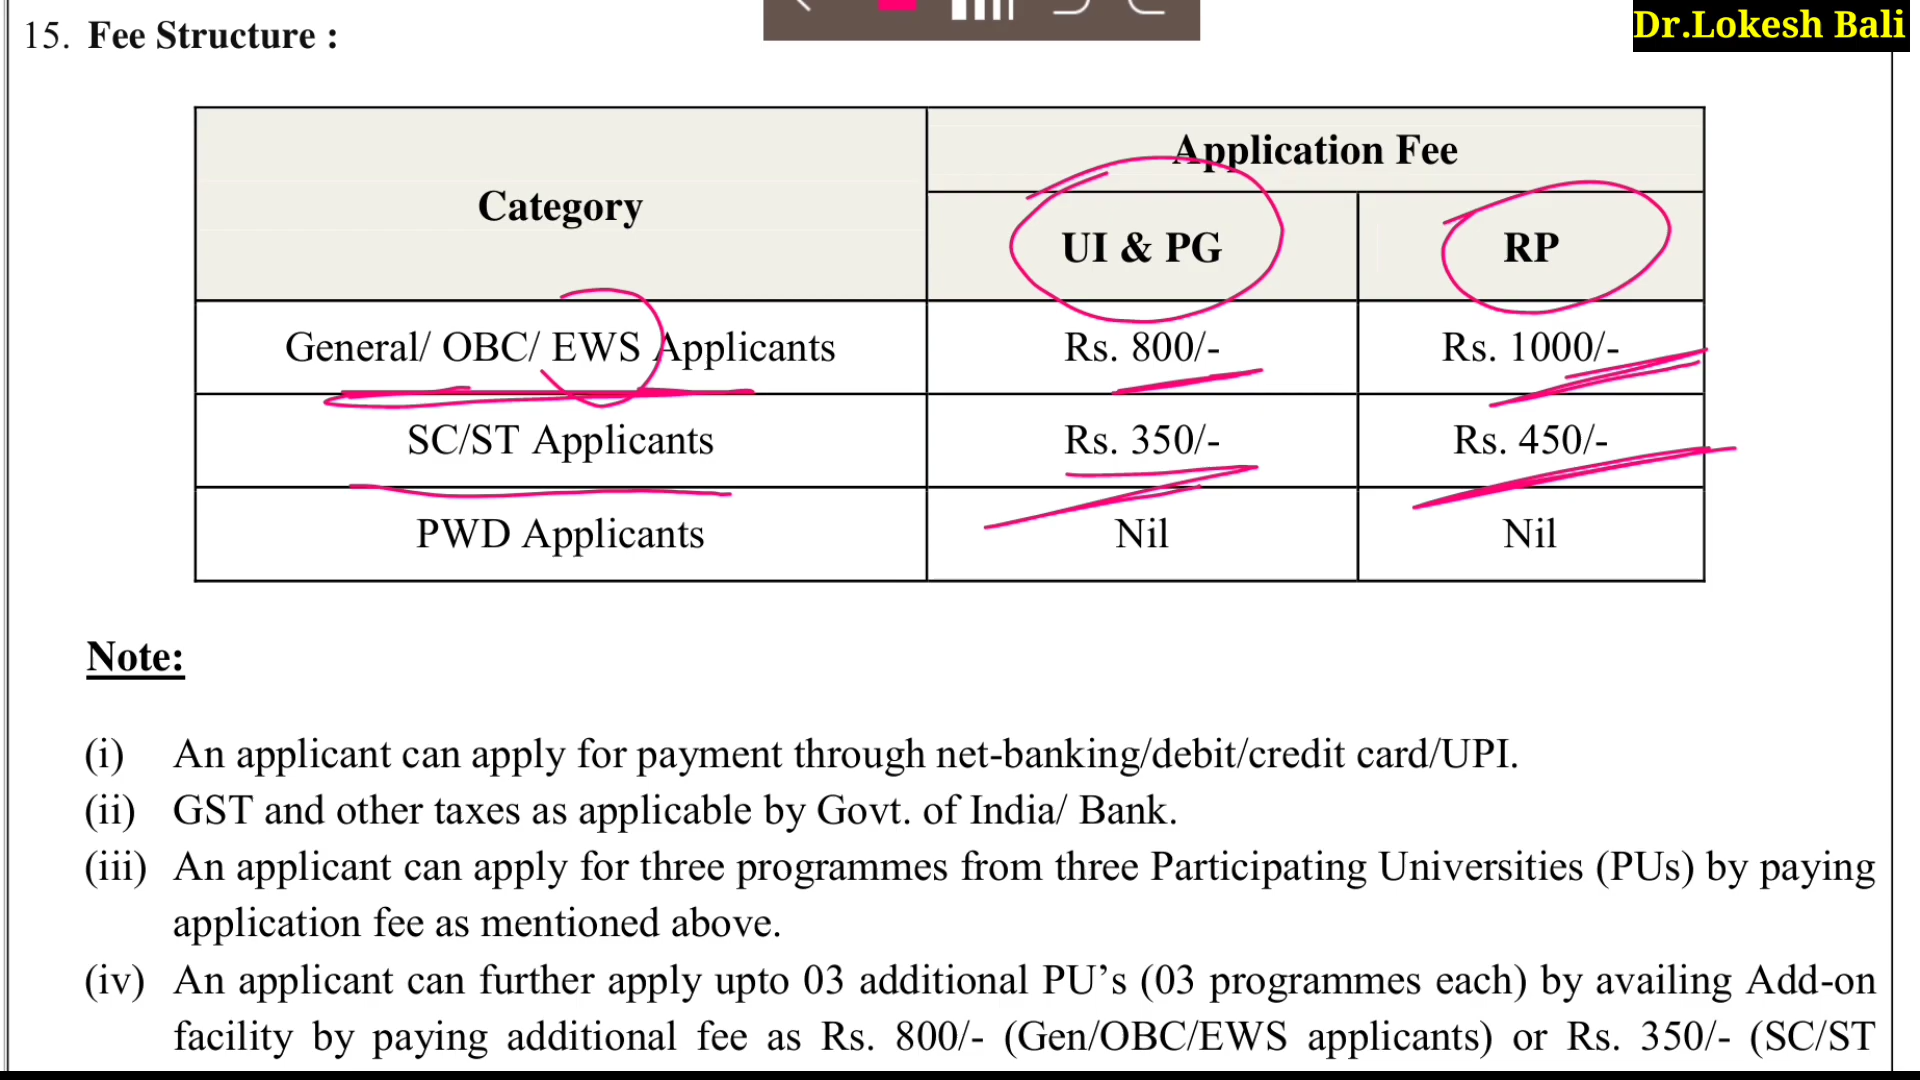 Dr.Lokesh Bali
15. Fee Structure :
Category
Application Fee
UI & PG
RP
General/ OBC/ EWS Applicants
Rs. 800/-
Rs. 1000/-
SC/ST Applicants
Rs. 350/-
Rs. 450/-
PWD Applicants
Nil
Nil
Note:
(i) An applicant can apply for payment through net-banking/debit/credit card/UPI.
(ii) GST and other taxes as applicable by Govt. of India/ Bank.
(iii) An applicant can apply for three programmes from three Participating Universities (PUs) by paying
application fee as mentioned above.
(iv) An applicant can further apply upto 03 additional PU’s (03 programmes each) by availing Add-on
facility by paying additional fee as Rs. 800/- (Gen/OBC/EWS applicants) or Rs. 350/- (SC/ST